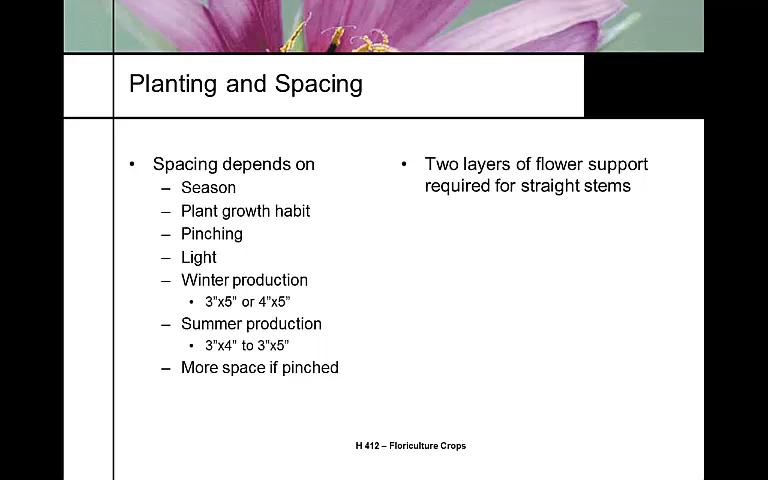 Planting and Spacing
• Spacing depends on
– Season
– Plant growth habit
– Pinching
– Light
– Winter production
• 3”x5” or 4”x5”
– Summer production
• 3”x4” to 3”x5”
– More space if pinched
• Two layers of flower support
required for straight stems
H 412 – Floriculture Crops